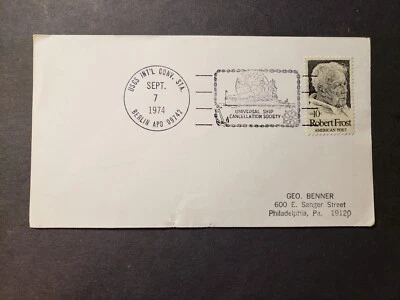 USCS INT'L CONV. STA.
SEPT.
7
1974
BERLIN APO 09742
UNIVERSAL SHIP
CANCELLATION SOCIETY
10
Robert Frost
AMERICAN POET
GEO. BENNER
600 E. Sanger Street
Philadelphia, Pa. 19120